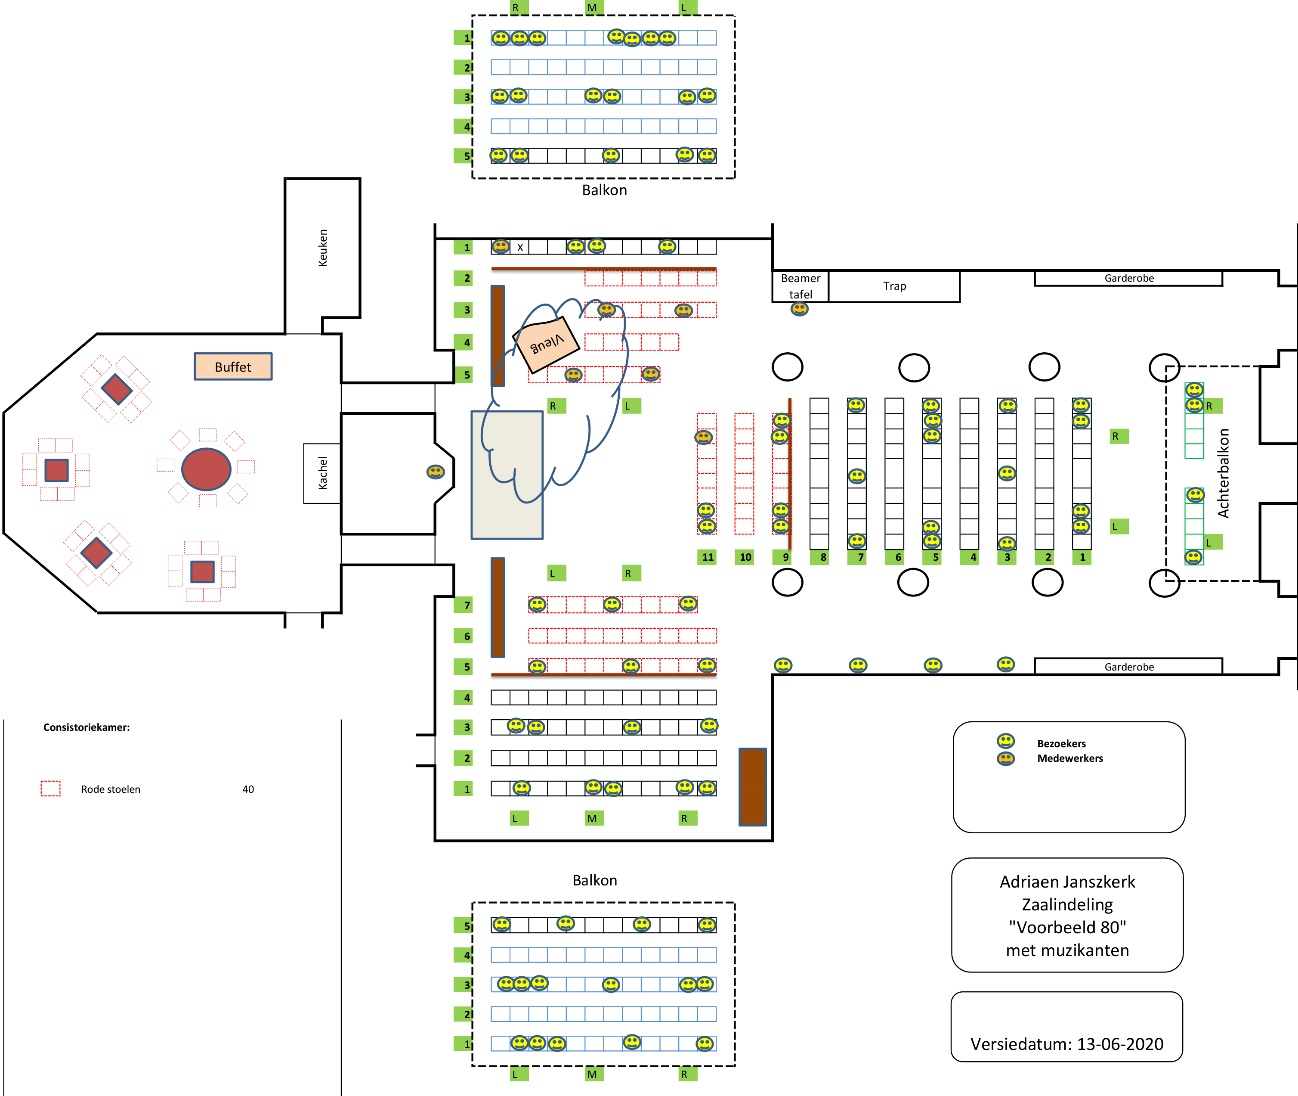 R M L
1
2
3
4
5
Balkon
Keuken
1 X
2
3
4
5
Vleug
R L
Beamer
tafel
Trap
Garderobe
Buffet
Kachel
R
L
R
L
Achterbalkon
11 10 9 8 7 6 5 4 3 2 1
L R
7
6
5
4
3
2
1
Garderobe
L M R
Consistoriekamer:
Rode stoelen 40
Bezoekers
Medewerkers
Adriaen Janszkerk
Zaalindeling
"Voorbeeld 80"
met muzikanten
Versiedatum: 13-06-2020
Balkon
5
4
3
2
1
L M R